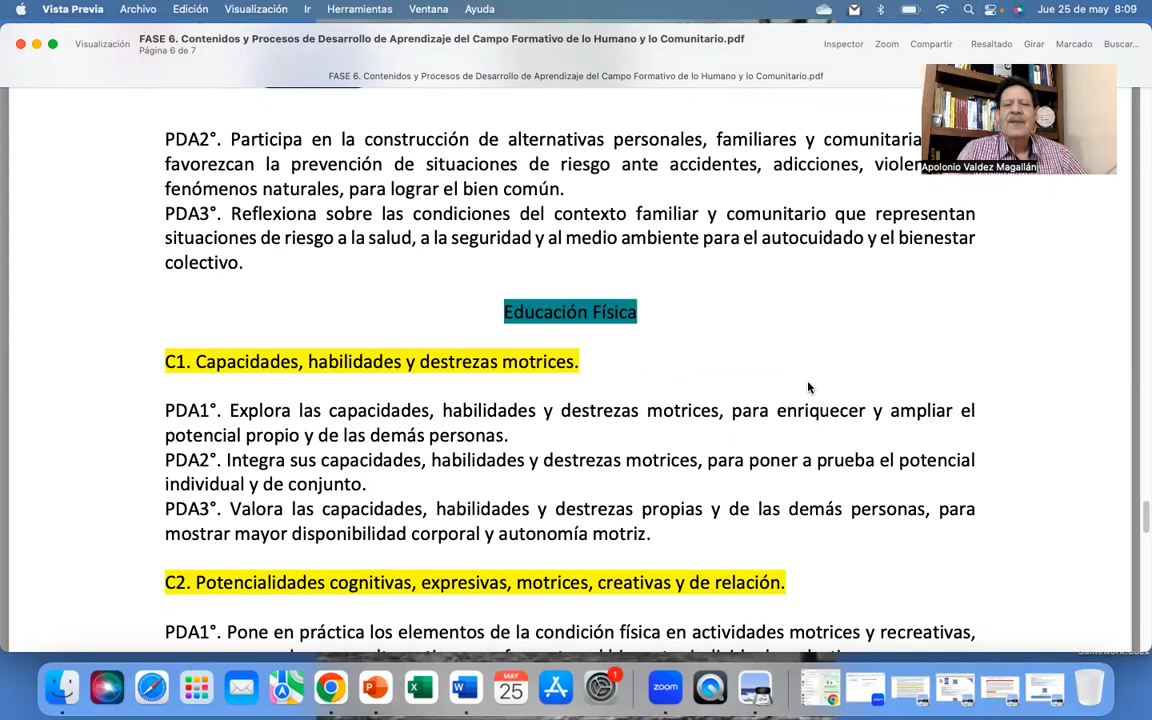 Vista Previa Archivo Edición Visualización Ir Herramientas Ventana Ayuda Jue 25 de may 8:09
Visualización FASE 6. Contenidos y Procesos de Desarrollo de Aprendizaje del Campo Formativo de lo Humano y lo Comunitario.pdf Inspector Zoom Compartir Resaltado Girar Marcado Buscar...
Página 6 de 7
FASE 6. Contenidos y Procesos de Desarrollo de Aprendizaje del Campo Formativo de lo Humano y lo Comunitario.pdf
PDA2°. Participa en la construcción de alternativas personales, familiares y comunitaria
favorezcan la prevención de situaciones de riesgo ante accidentes, adicciones, violen
Apolonio Valdez Magallán
fenómenos naturales, para lograr el bien común.
PDA3°. Reflexiona sobre las condiciones del contexto familiar y comunitario que representan
situaciones de riesgo a la salud, a la seguridad y al medio ambiente para el autocuidado y el bienestar
colectivo.
Educación Física
C1. Capacidades, habilidades y destrezas motrices.
PDA1°. Explora las capacidades, habilidades y destrezas motrices, para enriquecer y ampliar el
potencial propio y de las demás personas.
PDA2°. Integra sus capacidades, habilidades y destrezas motrices, para poner a prueba el potencial
individual y de conjunto.
PDA3°. Valora las capacidades, habilidades y destrezas propias y de las demás personas, para
mostrar mayor disponibilidad corporal y autonomía motriz.
C2. Potencialidades cognitivas, expresivas, motrices, creativas y de relación.
PDA1°. Pone en práctica los elementos de la condición física en actividades motrices y recreativas,
MAY
25
1
zoom